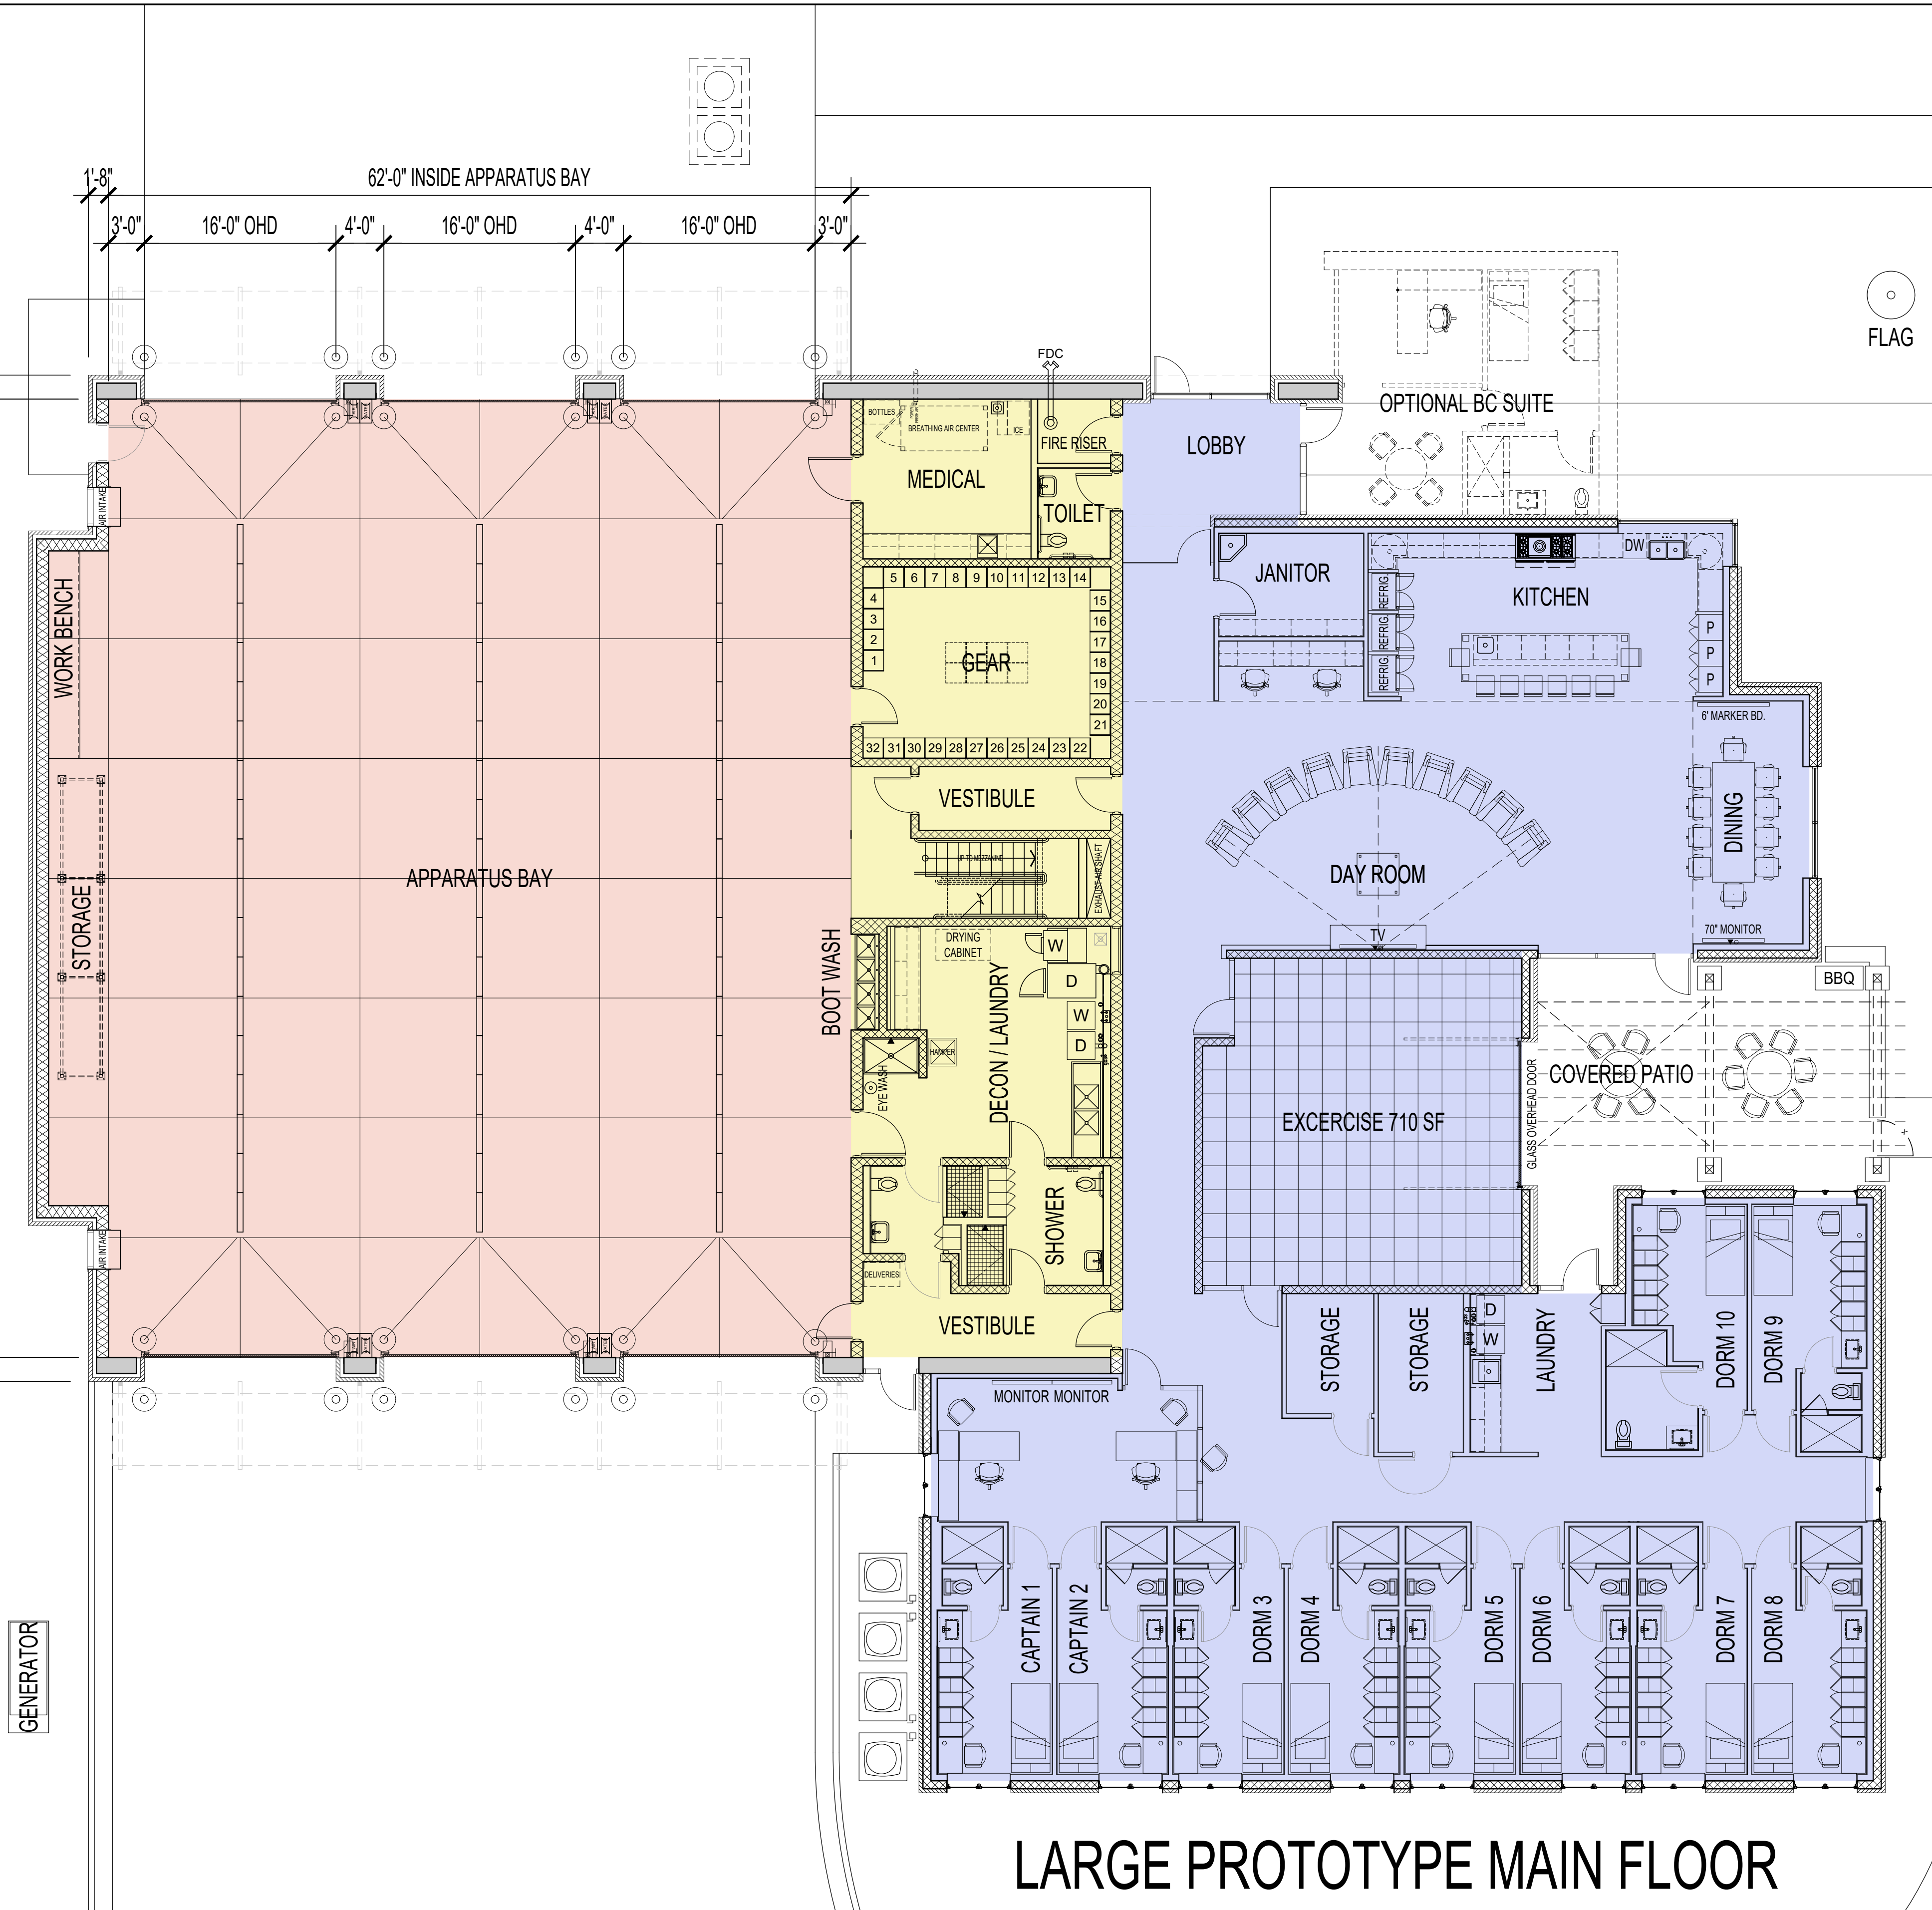 1'-8"
62'-0" INSIDE APPARATUS BAY
3'-0"
16'-0" OHD
4'-0"
16'-0" OHD
4'-0"
16'-0" OHD
3'-0"
FLAG
FDC
OPTIONAL BC SUITE
BOTTLES
BREATHING AIR CENTER
ICE
FIRE RISER
LOBBY
MEDICAL
TOILET
AIR INTAKE
DW
JANITOR
KITCHEN
REFRIG.
REFRIG.
REFRIG.
P
P
P
WORK BENCH
5 6 7 8 9 10 11 12 13 14
4
3
2
1
15
16
17
18
19
20
21
GEAR
32 31 30 29 28 27 26 25 24 23 22
6' MARKER BD.
VESTIBULE
DINING
UP TO MEZZANINE
EXHAUST AIR SHAFT
DAY ROOM
APPARATUS BAY
STORAGE
TV
70" MONITOR
BOOT WASH
DRYING
CABINET
W
D
W
D
DECON / LAUNDRY
HAMPER
EYE WASH
BBQ
COVERED PATIO
GLASS OVERHEAD DOOR
EXCERCISE 710 SF
SHOWER
AIR INTAKE
DELIVERIES
VESTIBULE
STORAGE
STORAGE
D
W
LAUNDRY
DORM 10
DORM 9
MONITOR MONITOR
CAPTAIN 1
CAPTAIN 2
DORM 3
DORM 4
DORM 5
DORM 6
DORM 7
DORM 8
GENERATOR
LARGE PROTOTYPE MAIN FLOOR